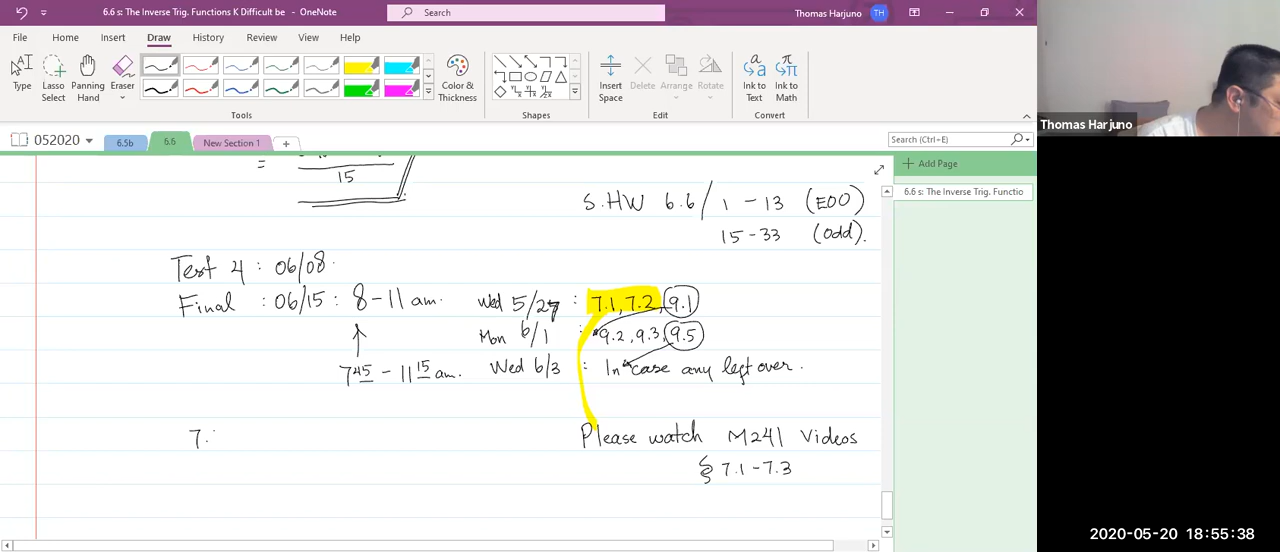 6.6 s: The Inverse Trig. Functions K Difficult be - OneNote
Search
Thomas Harjuno TH
File Home Insert Draw History Review View Help
Type
Lasso Select
Panning Hand
Eraser
Color & Thickness
Insert Space
Delete
Arrange
Rotate
Ink to Text
Ink to Math
Tools
Shapes
Edit
Convert
052020
6.5b
6.6
New Section 1
Search (Ctrl+E)
Add Page
6.6 s: The Inverse Trig. Functio
Thomas Harjuno
= 15
S.HW 6.6 / 1 - 13 (EOO)
15 - 33 (Odd).
Test 4 : 06/08.
Final : 06/15 : 8 - 11 am.
7 45 - 11 15 am.
Wed 5/27 : 7.1, 7.2, 9.1
Mon 6/1 : 9.2, 9.3, 9.5
Wed 6/3 : In case any left over.
7.
Please watch M241 Videos
§ 7.1 - 7.3
2020-05-20 18:55:38